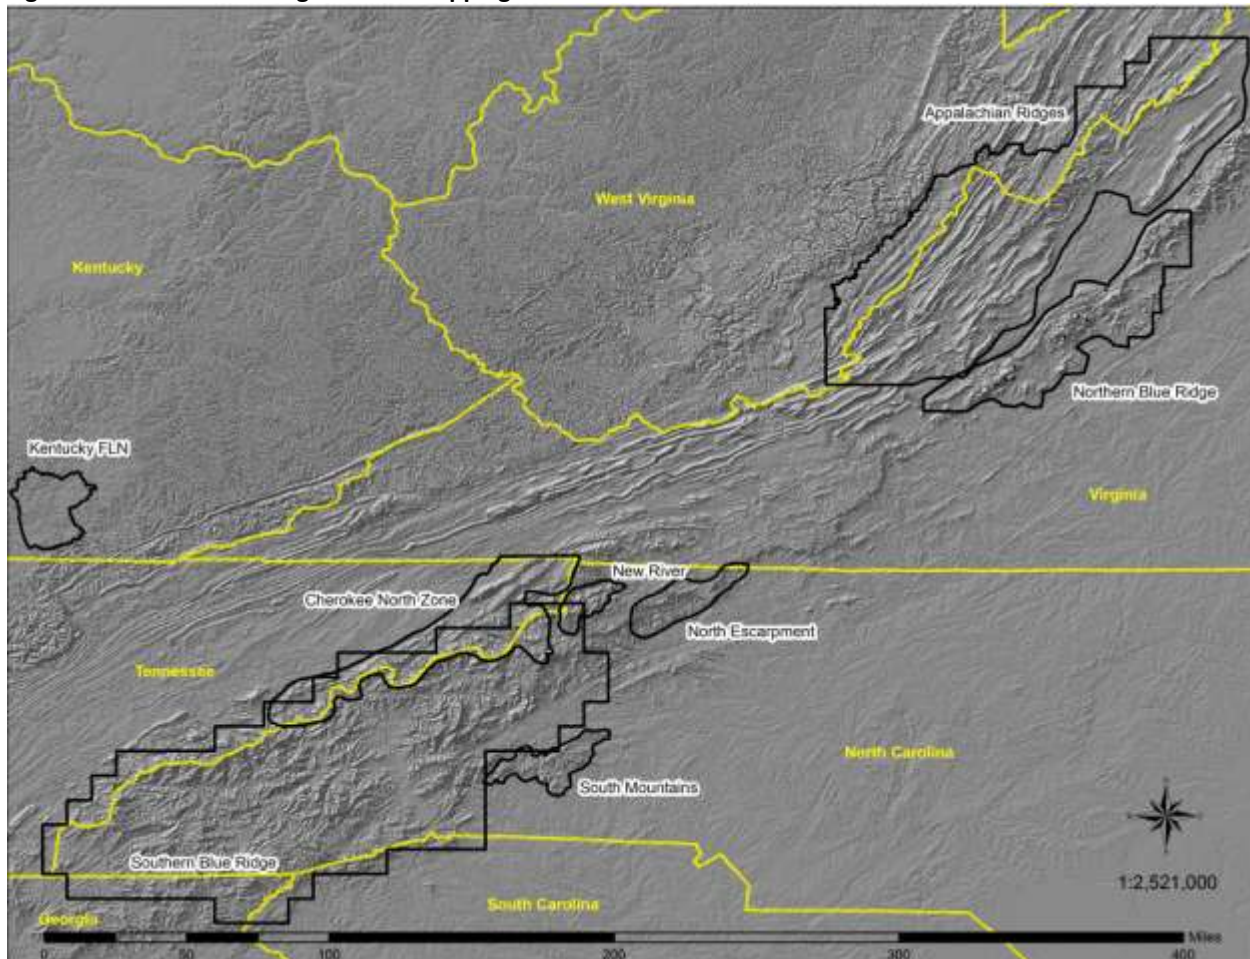 Appalachian Ridges
West Virginia
Kentucky
Northern Blue Ridge
Kentucky FLN
Virginia
New River
Cherokee North Zone
North Escarpment
Tennessee
North Carolina
South Mountains
Southern Blue Ridge
1:2,521,000
South Carolina
Georgia
Miles
0 50 100 200 300 400